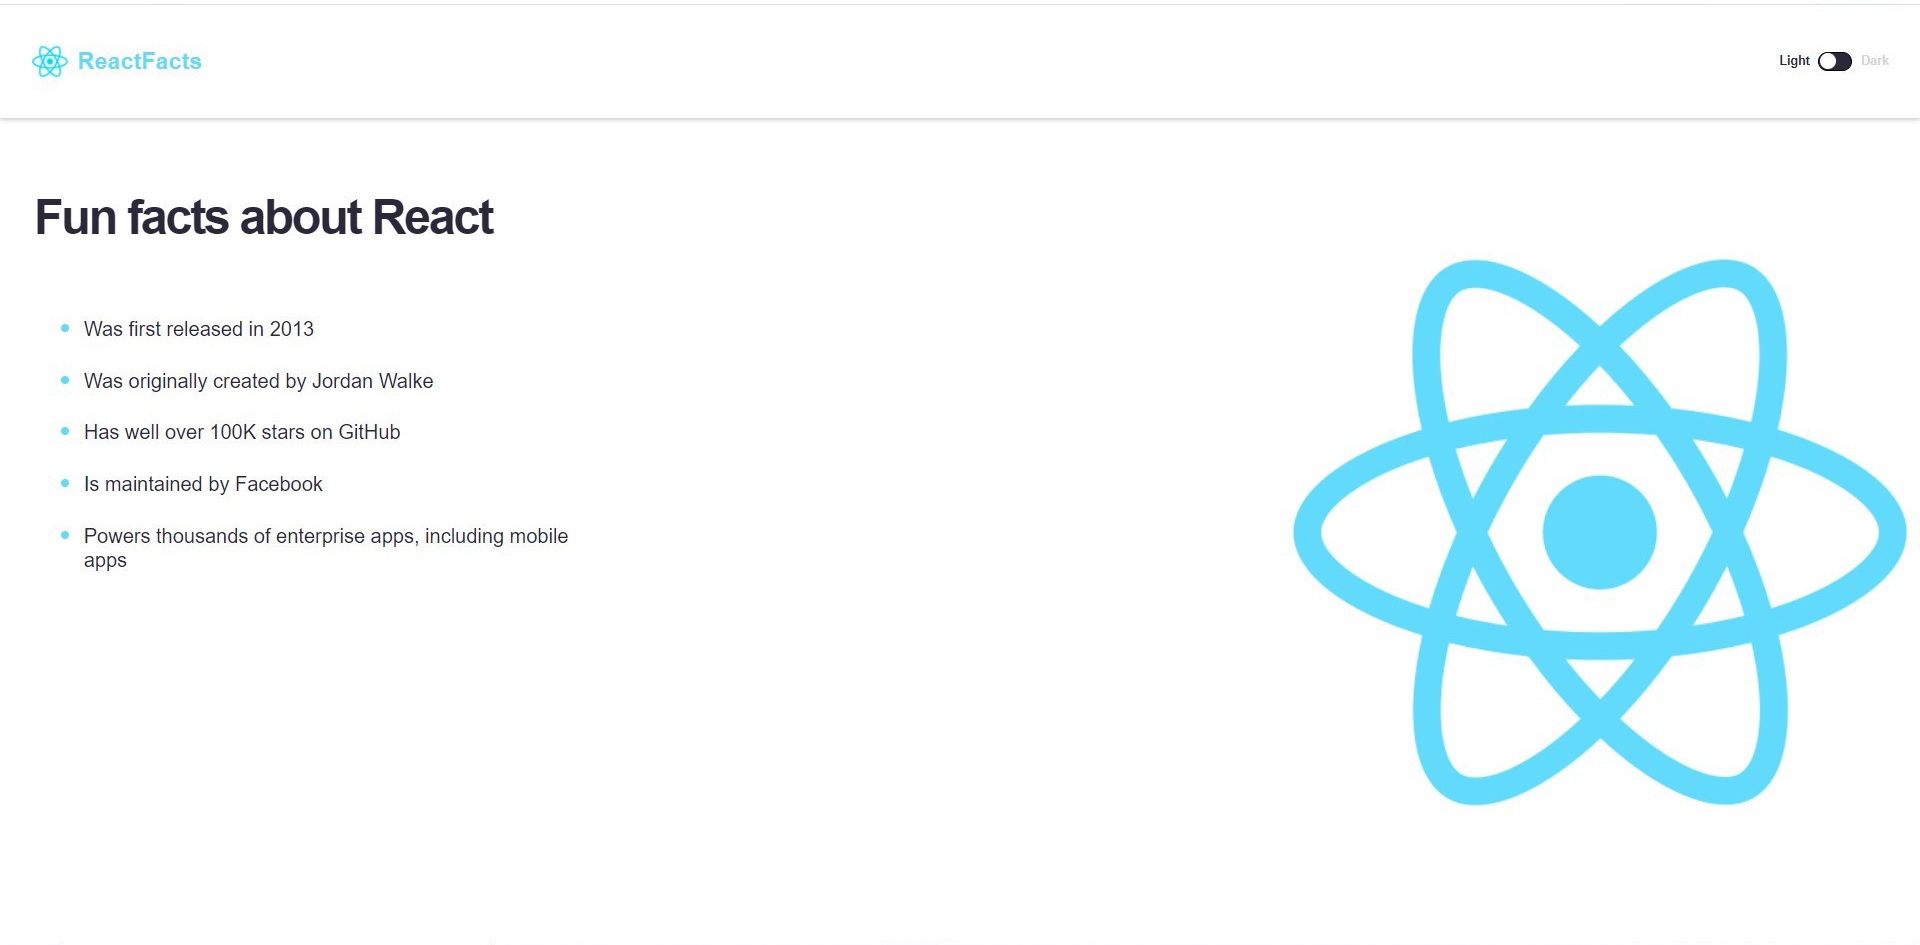 ReactFacts
Light Dark
Fun facts about React
Was first released in 2013
Was originally created by Jordan Walke
Has well over 100K stars on GitHub
Is maintained by Facebook
Powers thousands of enterprise apps, including mobile
apps